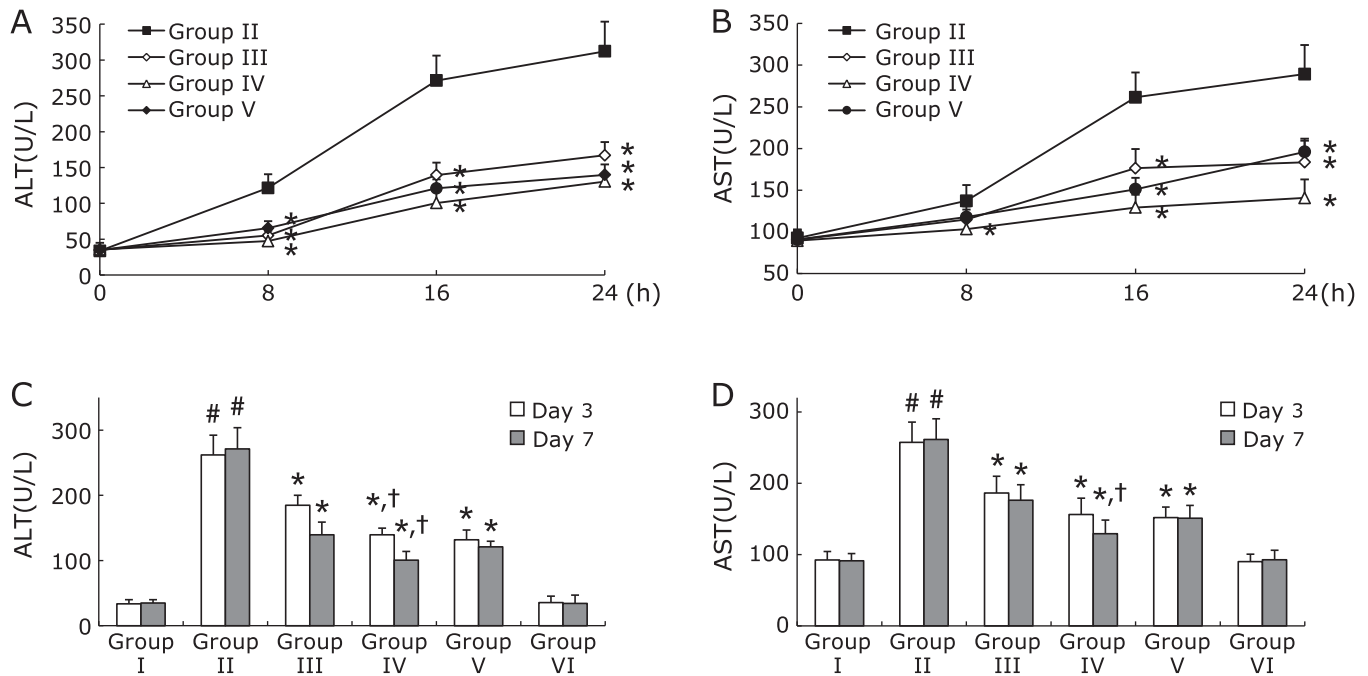 A
ALT(U/L)
350
300
250
200
150
100
50
0
Group II
Group III
Group IV
Group V
*
*
*
*
*
*
*
*
*
0 8 16 24 (h)
B
AST(U/L)
350
300
250
200
150
100
50
Group II
Group III
Group IV
Group V
*
*
*
*
*
*
*
0 8 16 24 (h)
C
ALT(U/L)
300
200
100
0
Day 3
Day 7
# #
* *
*,† *,†
* *
Group I
Group II
Group III
Group IV
Group V
Group VI
D
AST(U/L)
300
200
100
0
Day 3
Day 7
# #
* *
* *,†
* *
Group I
Group II
Group III
Group IV
Group V
Group VI